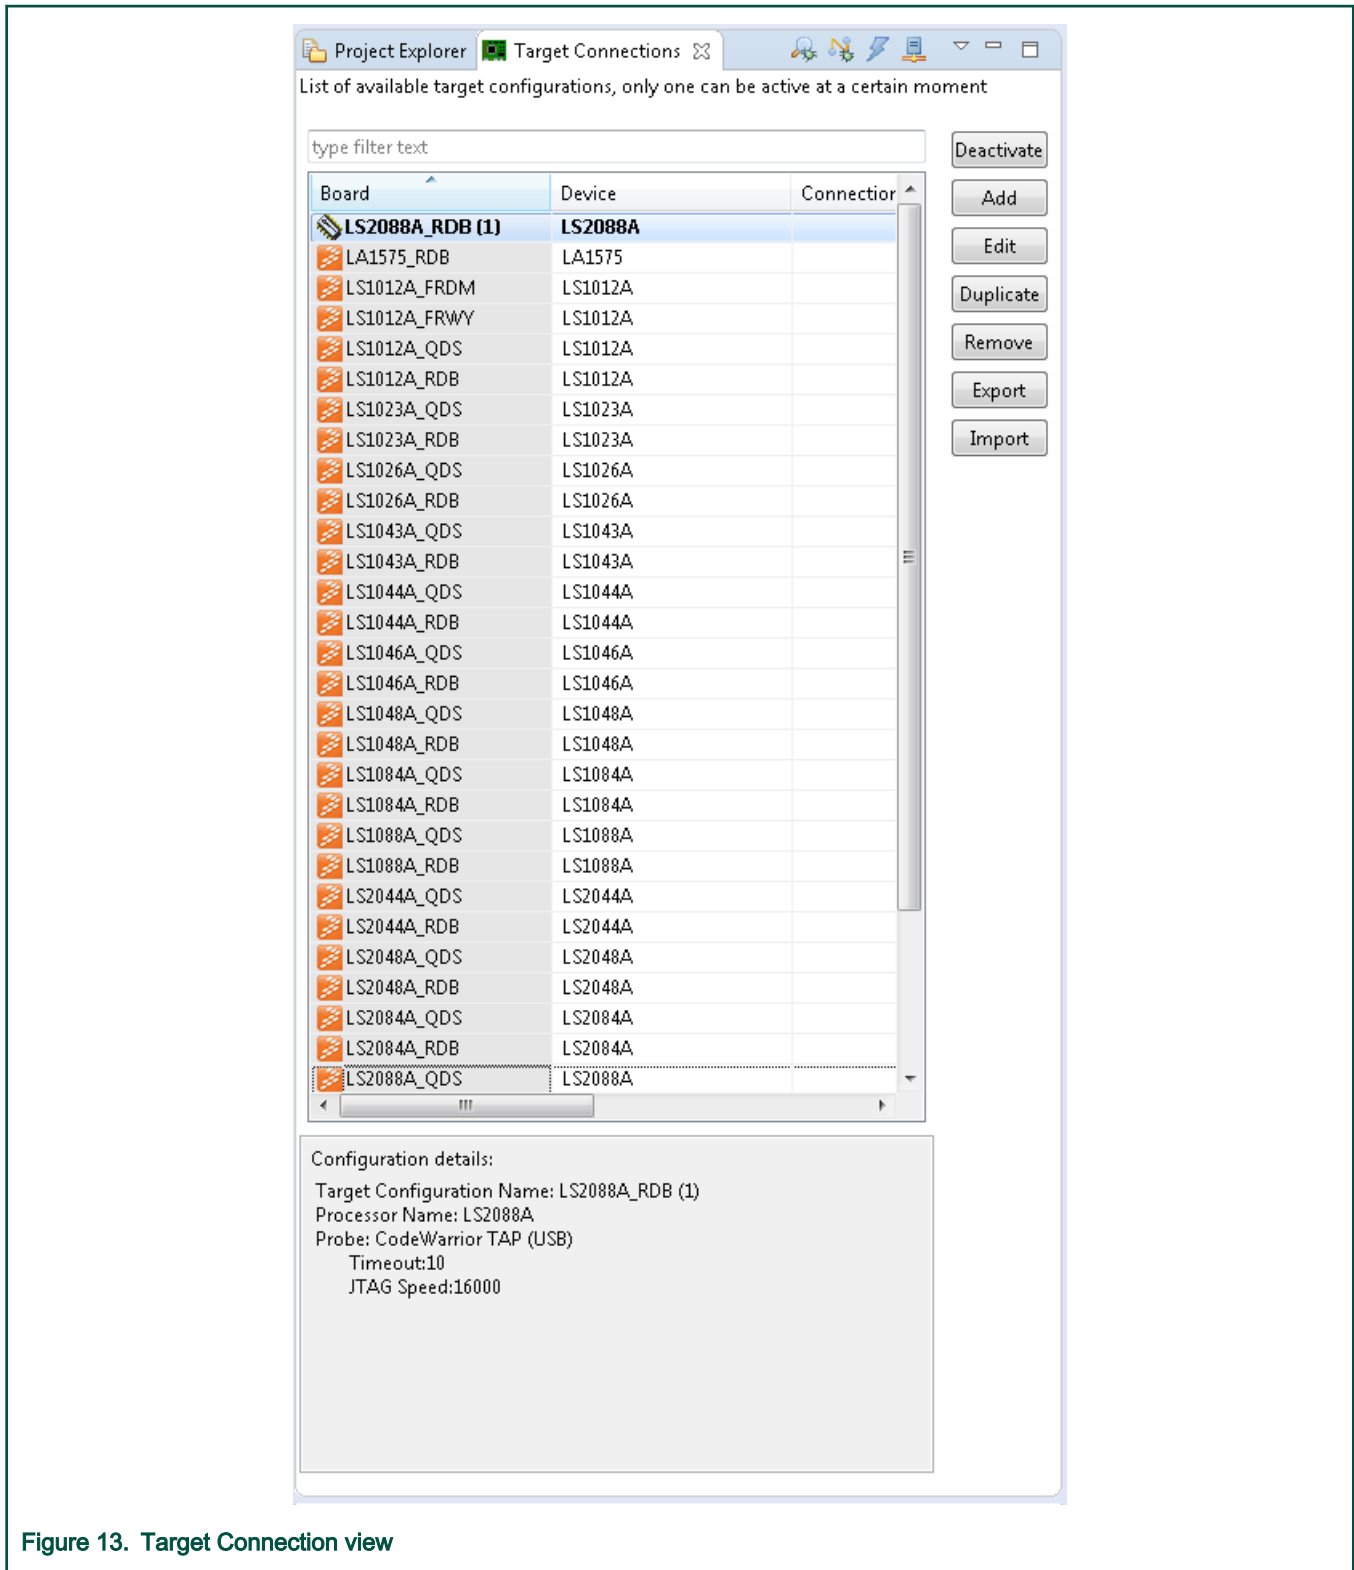 Project Explorer Target Connections
List of available target configurations, only one can be active at a certain moment
type filter text
Deactivate
Add
Edit
Duplicate
Remove
Export
Import
Board Device Connection
LS2088A_RDB (1) LS2088A
LA1575_RDB LA1575
LS1012A_FRDM LS1012A
LS1012A_FRWY LS1012A
LS1012A_QDS LS1012A
LS1012A_RDB LS1012A
LS1023A_QDS LS1023A
LS1023A_RDB LS1023A
LS1026A_QDS LS1026A
LS1026A_RDB LS1026A
LS1043A_QDS LS1043A
LS1043A_RDB LS1043A
LS1044A_QDS LS1044A
LS1044A_RDB LS1044A
LS1046A_QDS LS1046A
LS1046A_RDB LS1046A
LS1048A_QDS LS1048A
LS1048A_RDB LS1048A
LS1084A_QDS LS1084A
LS1084A_RDB LS1084A
LS1088A_QDS LS1088A
LS1088A_RDB LS1088A
LS2044A_QDS LS2044A
LS2044A_RDB LS2044A
LS2048A_QDS LS2048A
LS2048A_RDB LS2048A
LS2084A_QDS LS2084A
LS2084A_RDB LS2084A
LS2088A_QDS LS2088A
Configuration details:
Target Configuration Name: LS2088A_RDB (1)
Processor Name: LS2088A
Probe: CodeWarrior TAP (USB)
Timeout:10
JTAG Speed:16000
Figure 13. Target Connection view